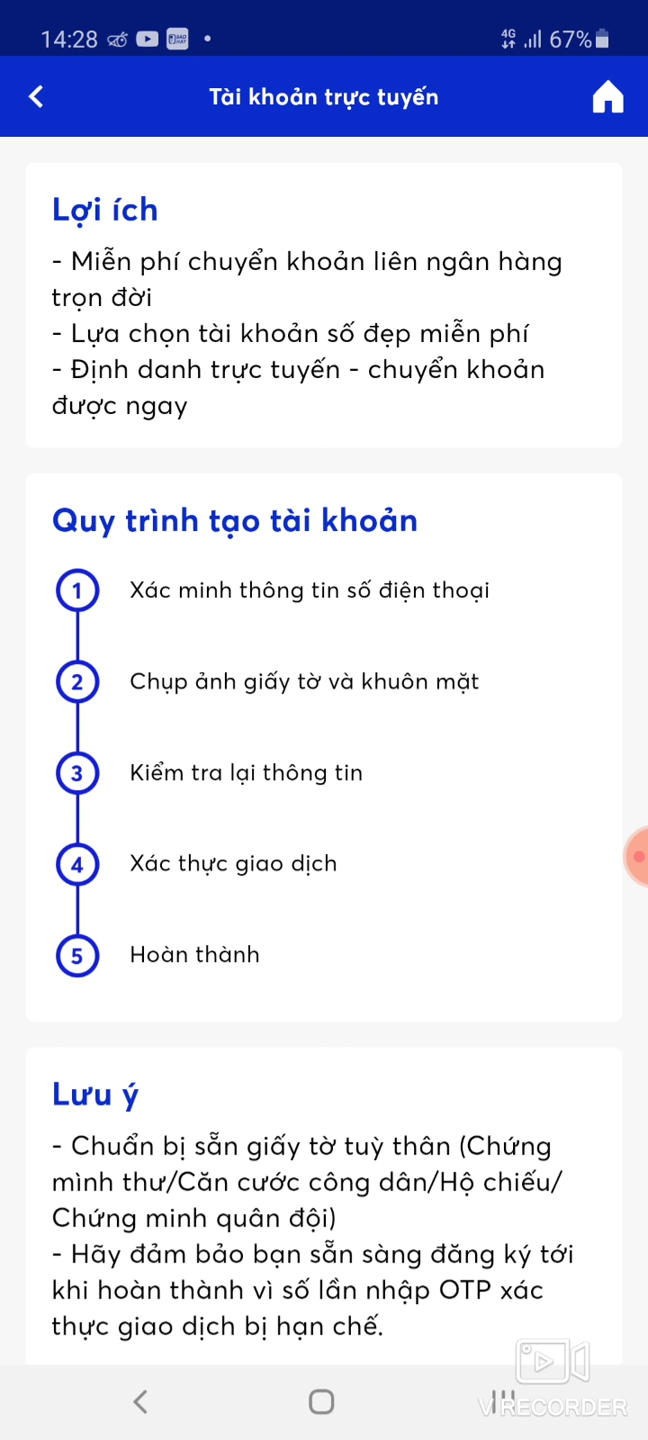 14:28
4G 67%
Tài khoản trực tuyến
Lợi ích
- Miễn phí chuyển khoản liên ngân hàng
trọn đời
- Lựa chọn tài khoản số đẹp miễn phí
- Định danh trực tuyến - chuyển khoản
được ngay
Quy trình tạo tài khoản
1 Xác minh thông tin số điện thoại
2 Chụp ảnh giấy tờ và khuôn mặt
3 Kiểm tra lại thông tin
4 Xác thực giao dịch
5 Hoàn thành
Lưu ý
- Chuẩn bị sẵn giấy tờ tuỳ thân (Chứng
mình thư/Căn cước công dân/Hộ chiếu/
Chứng minh quân đội)
- Hãy đảm bảo bạn sẵn sàng đăng ký tới
khi hoàn thành vì số lần nhập OTP xác
thực giao dịch bị hạn chế.
V RECORDER